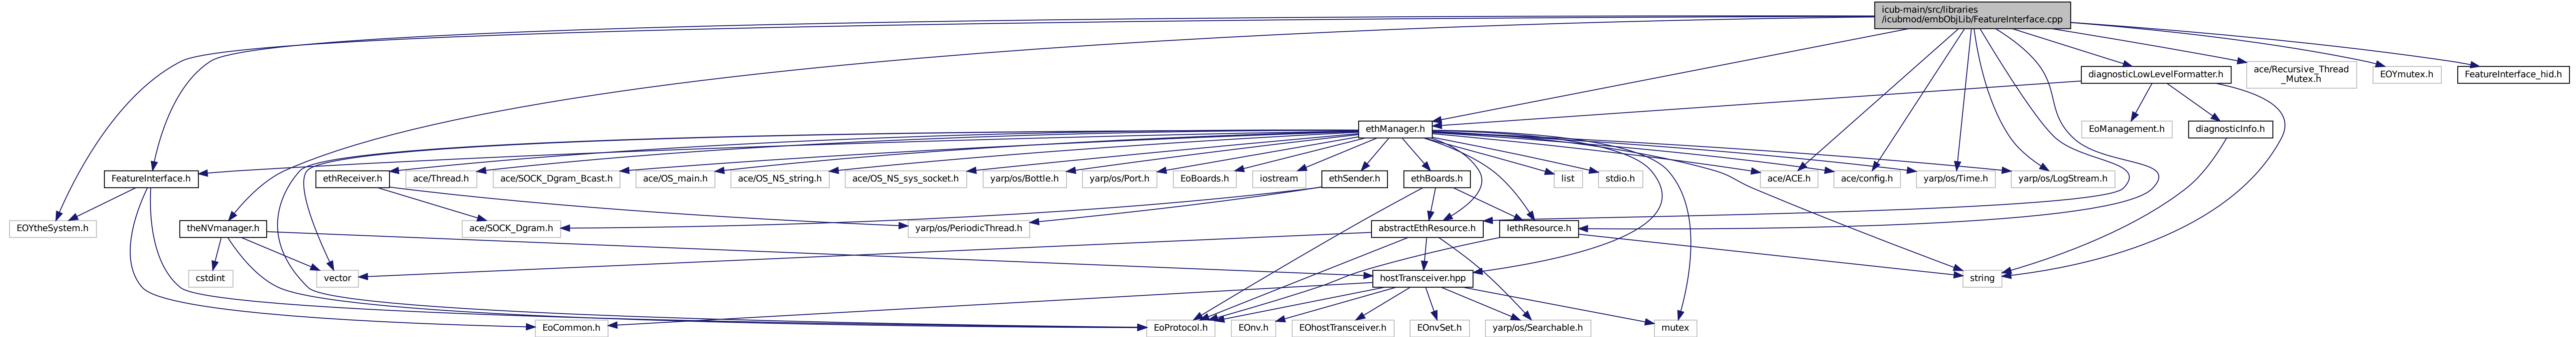 icub-main/src/libraries
/icubmod/embObjLib/FeatureInterface.cpp
diagnosticLowLevelFormatter.h
ace/Recursive_Thread
_Mutex.h
EOYmutex.h
FeatureInterface_hid.h
ethManager.h
EoManagement.h
diagnosticInfo.h
FeatureInterface.h
ethReceiver.h
ace/Thread.h
ace/SOCK_Dgram_Bcast.h
ace/OS_main.h
ace/OS_NS_string.h
ace/OS_NS_sys_socket.h
yarp/os/Bottle.h
yarp/os/Port.h
EoBoards.h
iostream
ethSender.h
ethBoards.h
list
stdio.h
ace/ACE.h
ace/config.h
yarp/os/Time.h
yarp/os/LogStream.h
EOYtheSystem.h
theNVmanager.h
ace/SOCK_Dgram.h
yarp/os/PeriodicThread.h
abstractEthResource.h
IethResource.h
cstdint
vector
hostTransceiver.hpp
string
EoCommon.h
EoProtocol.h
EOnv.h
EOhostTransceiver.h
EOnvSet.h
yarp/os/Searchable.h
mutex